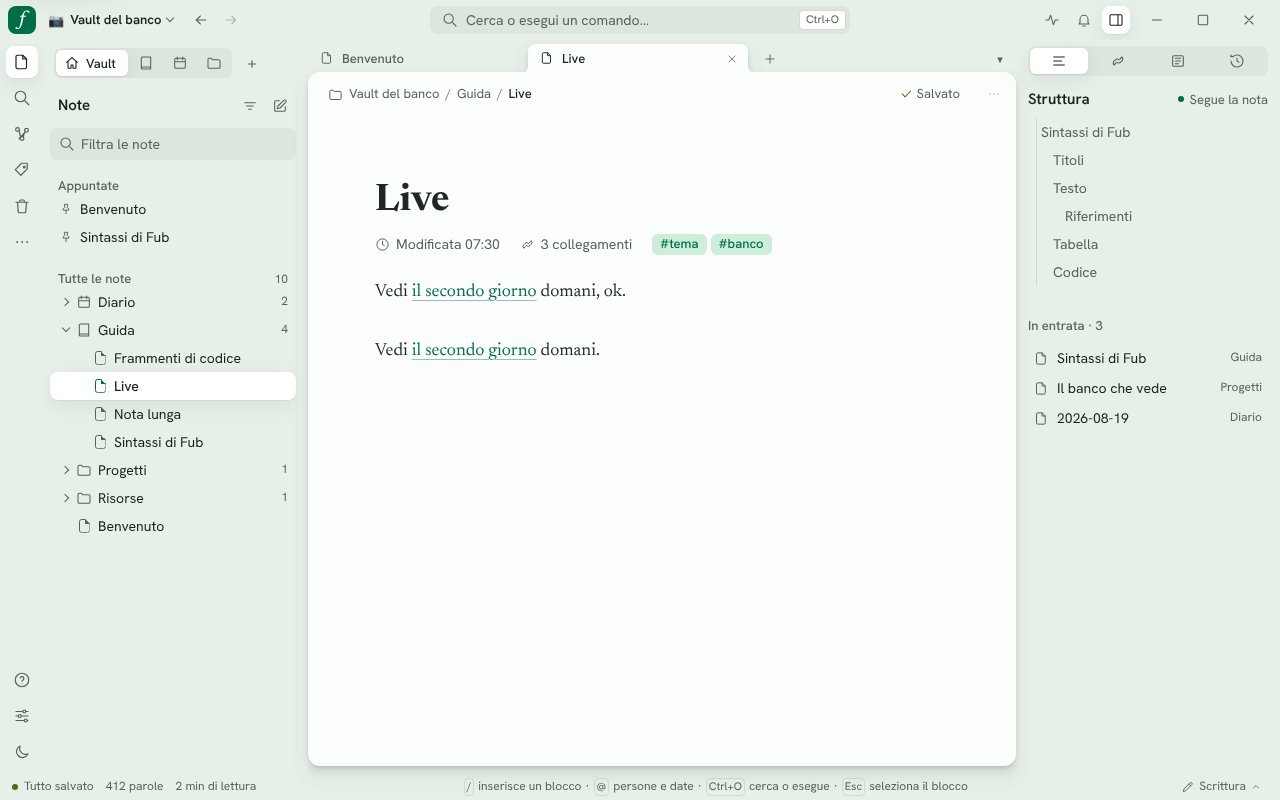 f
Vault del banco
Cerca o esegui un comando…
Ctrl+O
Vault
Note
Filtra le note
Appuntate
Benvenuto
Sintassi di Fub
Tutte le note 10
Diario 2
Guida 4
Frammenti di codice
Live
Nota lunga
Sintassi di Fub
Progetti 1
Risorse 1
Benvenuto
Benvenuto
Live
Vault del banco / Guida / Live
Salvato
Live
Modificata 07:30
3 collegamenti
#tema #banco
Vedi il secondo giorno domani, ok.
Vedi il secondo giorno domani.
Struttura
Segue la nota
Sintassi di Fub
Titoli
Testo
Riferimenti
Tabella
Codice
In entrata · 3
Sintassi di Fub Guida
Il banco che vede Progetti
2026-08-19 Diario
Tutto salvato 412 parole 2 min di lettura
/ inserisce un blocco · @ persone e date · Ctrl+O cerca o esegue · Esc seleziona il blocco
Scrittura